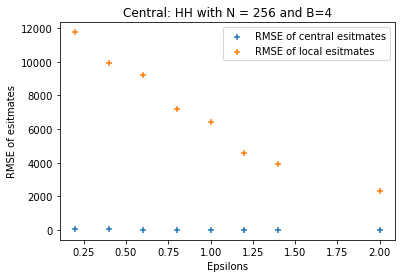 Central: HH with N = 256 and B=4
RMSE of central esitmates
RMSE of local esitmates
RMSE of esitmates
12000
10000
8000
6000
4000
2000
0
0.25 0.50 0.75 1.00 1.25 1.50 1.75 2.00
Epsilons